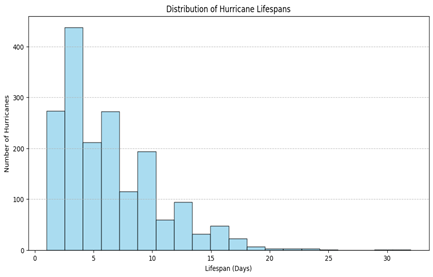 Distribution of Hurricane Lifespans
Number of Hurricanes
400
300
200
100
0
0 5 10 15 20 25 30
Lifespan (Days)